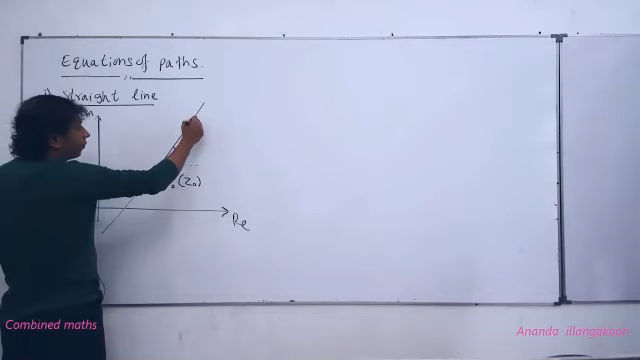 Equations of paths.
straight line
(Z₀)
Re
Combined maths
Ananda illangakoon